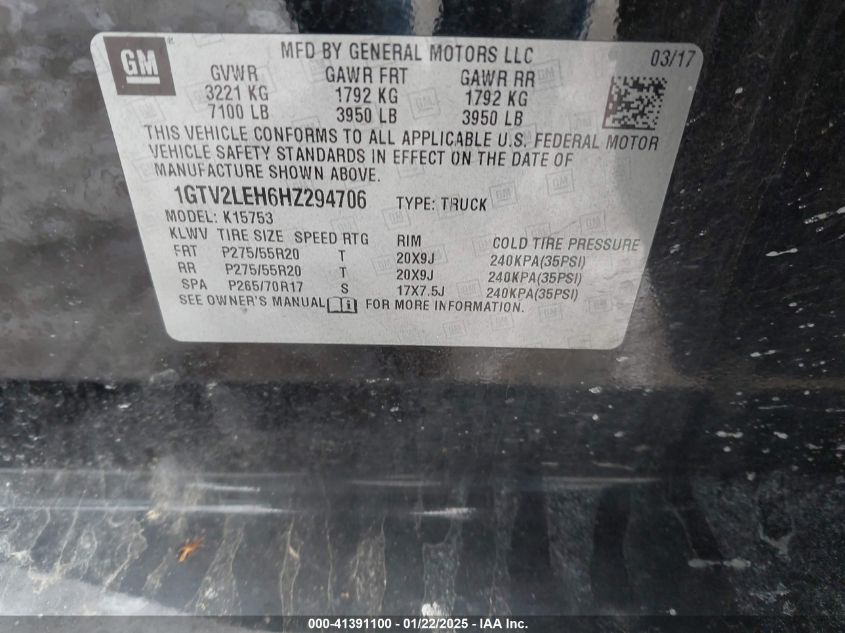 GM
MFD BY GENERAL MOTORS LLC 03/17
GVWR GAWR FRT GAWR RR
3221 KG 1792 KG 1792 KG
7100 LB 3950 LB 3950 LB
THIS VEHICLE CONFORMS TO ALL APPLICABLE U.S. FEDERAL MOTOR
VEHICLE SAFETY STANDARDS IN EFFECT ON THE DATE OF
MANUFACTURE SHOWN ABOVE.
1GTV2LEH6HZ294706 TYPE: TRUCK
MODEL: K15753
KLWV TIRE SIZE SPEED RTG RIM COLD TIRE PRESSURE
FRT P275/55R20 T 20X9J 240KPA(35PSI)
RR P275/55R20 T 20X9J 240KPA(35PSI)
SPA P265/70R17 S 17X7.5J 240KPA(35PSI)
SEE OWNER'S MANUAL FOR MORE INFORMATION.
000-41391100 - 01/22/2025 - IAA Inc.